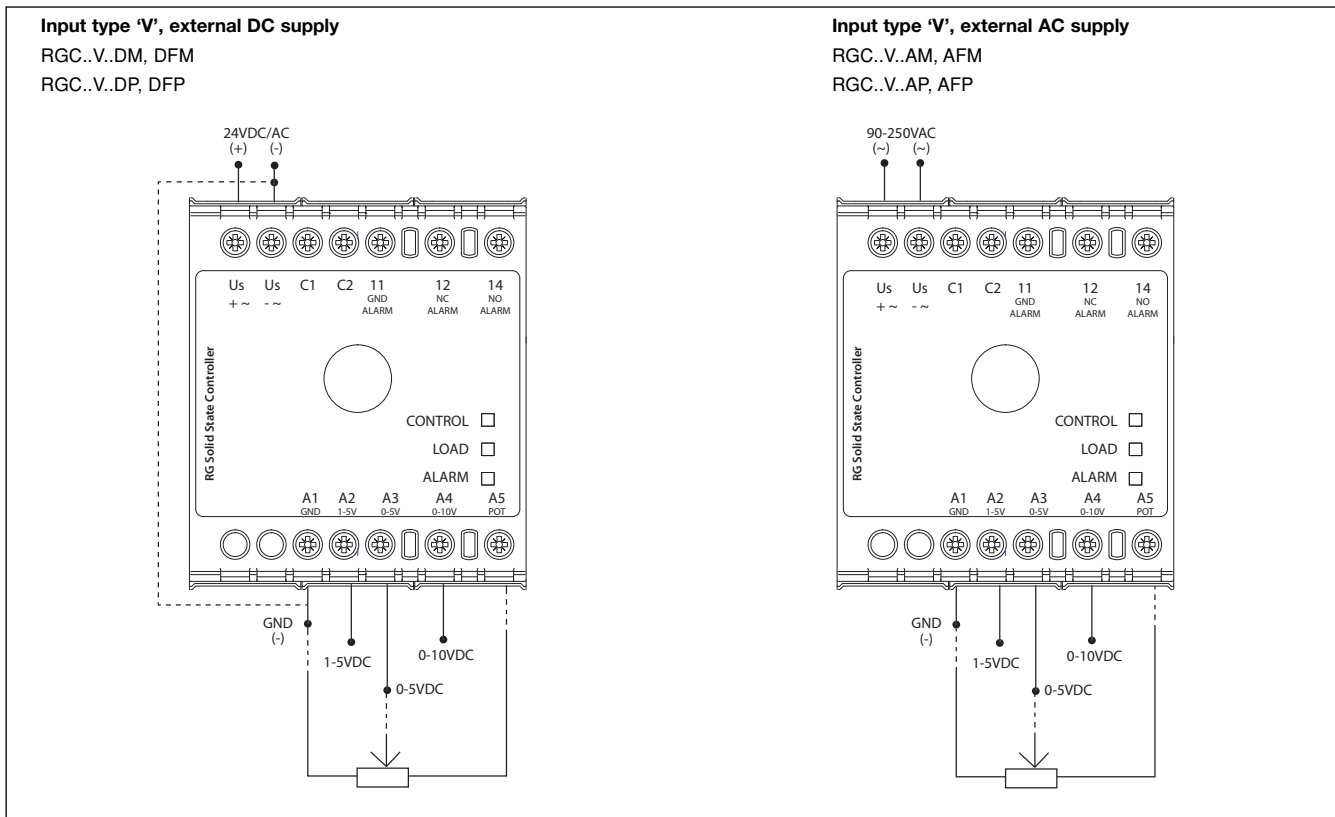 Input type ‘V’, external DC supply
RGC..V..DM, DFM
RGC..V..DP, DFP
24VDC/AC
(+) (-)
Us Us C1 C2 11 12 14
+ ~ - ~ GND NC NO
ALARM ALARM ALARM
RG Solid State Controller
CONTROL
LOAD
ALARM
A1 A2 A3 A4 A5
GND 1-5V 0-5V 0-10V POT
GND
(-)
1-5VDC
0-10VDC
0-5VDC
Input type ‘V’, external AC supply
RGC..V..AM, AFM
RGC..V..AP, AFP
90-250VAC
(~) (~)
Us Us C1 C2 11 12 14
+ ~ - ~ GND NC NO
ALARM ALARM ALARM
RG Solid State Controller
CONTROL
LOAD
ALARM
A1 A2 A3 A4 A5
GND 1-5V 0-5V 0-10V POT
GND
(-)
1-5VDC
0-10VDC
0-5VDC